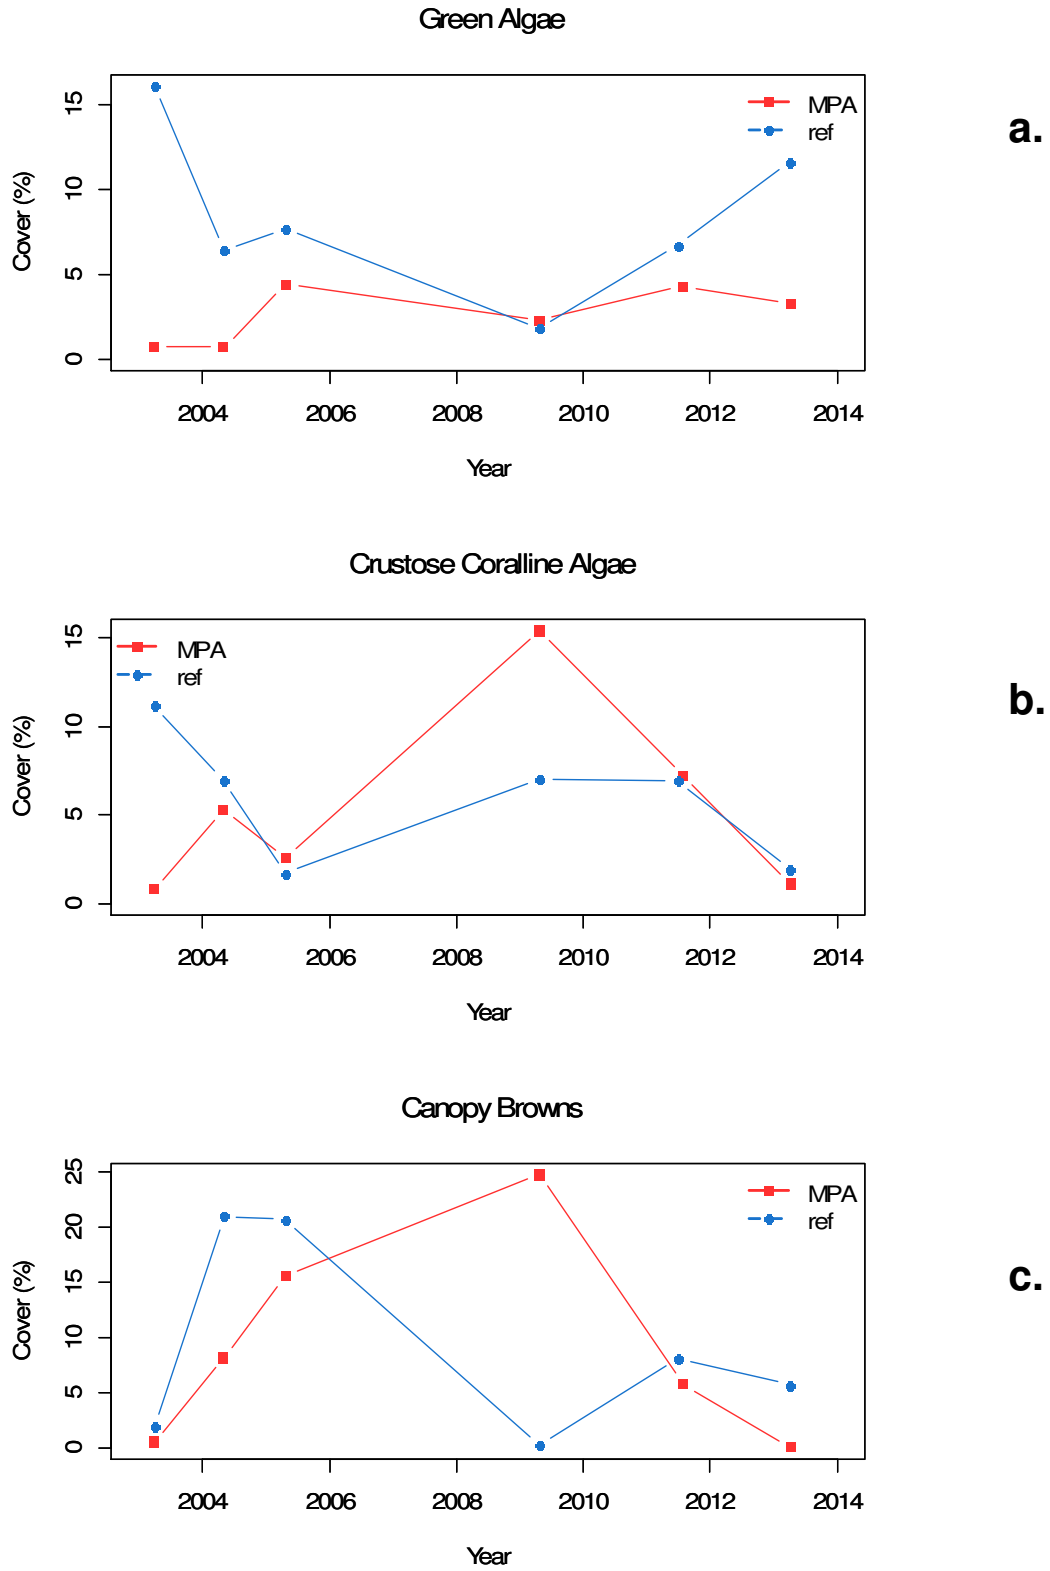 Green Algae
a.
MPA
ref
Cover (%)
15
10
5
0
2004 2006 2008 2010 2012 2014
Year
Crustose Coralline Algae
b.
MPA
ref
Cover (%)
15
10
5
0
2004 2006 2008 2010 2012 2014
Year
Canopy Browns
c.
MPA
ref
Cover (%)
25
20
15
10
5
0
2004 2006 2008 2010 2012 2014
Year